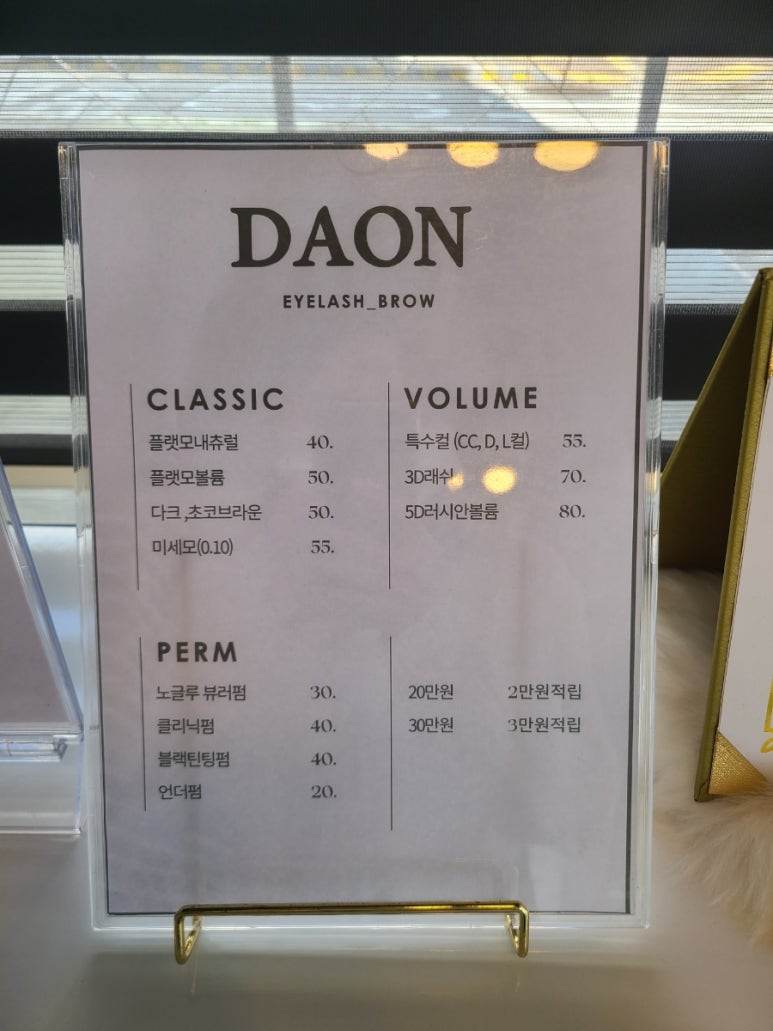 DAON
EYELASH_BROW
CLASSIC
플랫모내츄럴 40.
플랫모볼륨 50.
다크 ,초코브라운 50.
미세모(0.10) 55.
VOLUME
특수컬 (CC, D, L컬) 55.
3D래쉬 70.
5D러시안볼륨 80.
PERM
노글루 뷰러펌 30.
클리닉펌 40.
블랙틴팅펌 40.
언더펌 20.
20만원 2만원적립
30만원 3만원적립